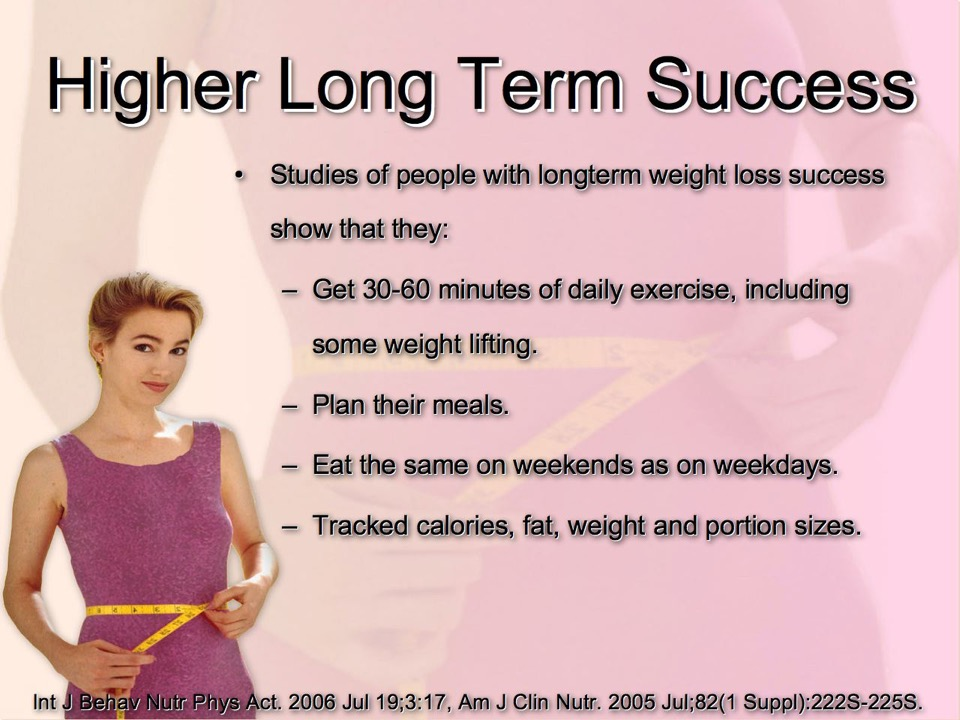 Higher Long Term Success
• Studies of people with longterm weight loss success
show that they:
– Get 30-60 minutes of daily exercise, including
some weight lifting.
– Plan their meals.
– Eat the same on weekends as on weekdays.
– Tracked calories, fat, weight and portion sizes.
Int J Behav Nutr Phys Act. 2006 Jul 19;3:17, Am J Clin Nutr. 2005 Jul;82(1 Suppl):222S-225S.